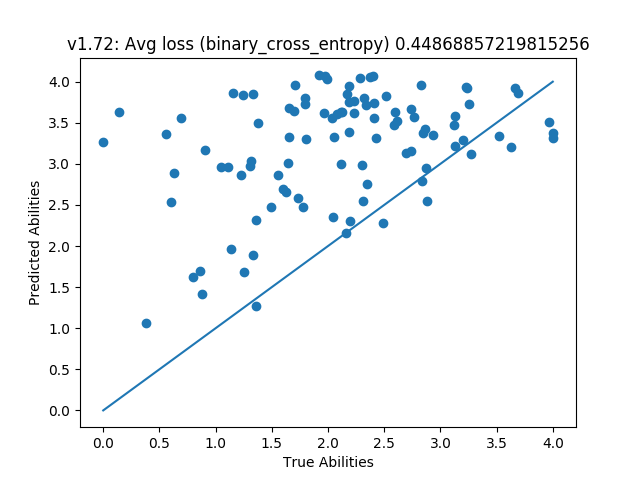 v1.72: Avg loss (binary_cross_entropy) 0.44868857219815256
4.0
3.5
3.0
2.5
2.0
1.5
1.0
0.5
0.0
Predicted Abilities
0.0 0.5 1.0 1.5 2.0 2.5 3.0 3.5 4.0
True Abilities